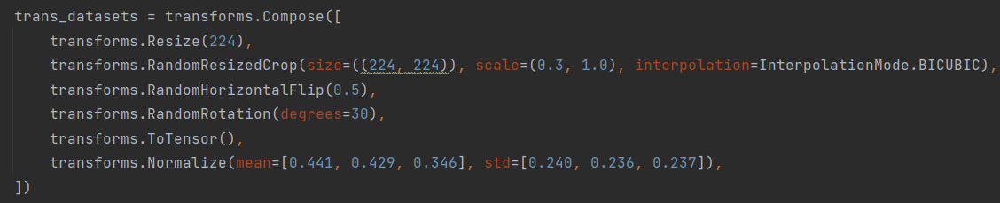 trans_datasets = transforms.Compose([
    transforms.Resize(224),
    transforms.RandomResizedCrop(size=((224, 224)), scale=(0.3, 1.0), interpolation=InterpolationMode.BICUBIC),
    transforms.RandomHorizontalFlip(0.5),
    transforms.RandomRotation(degrees=30),
    transforms.ToTensor(),
    transforms.Normalize(mean=[0.441, 0.429, 0.346], std=[0.240, 0.236, 0.237]),
])